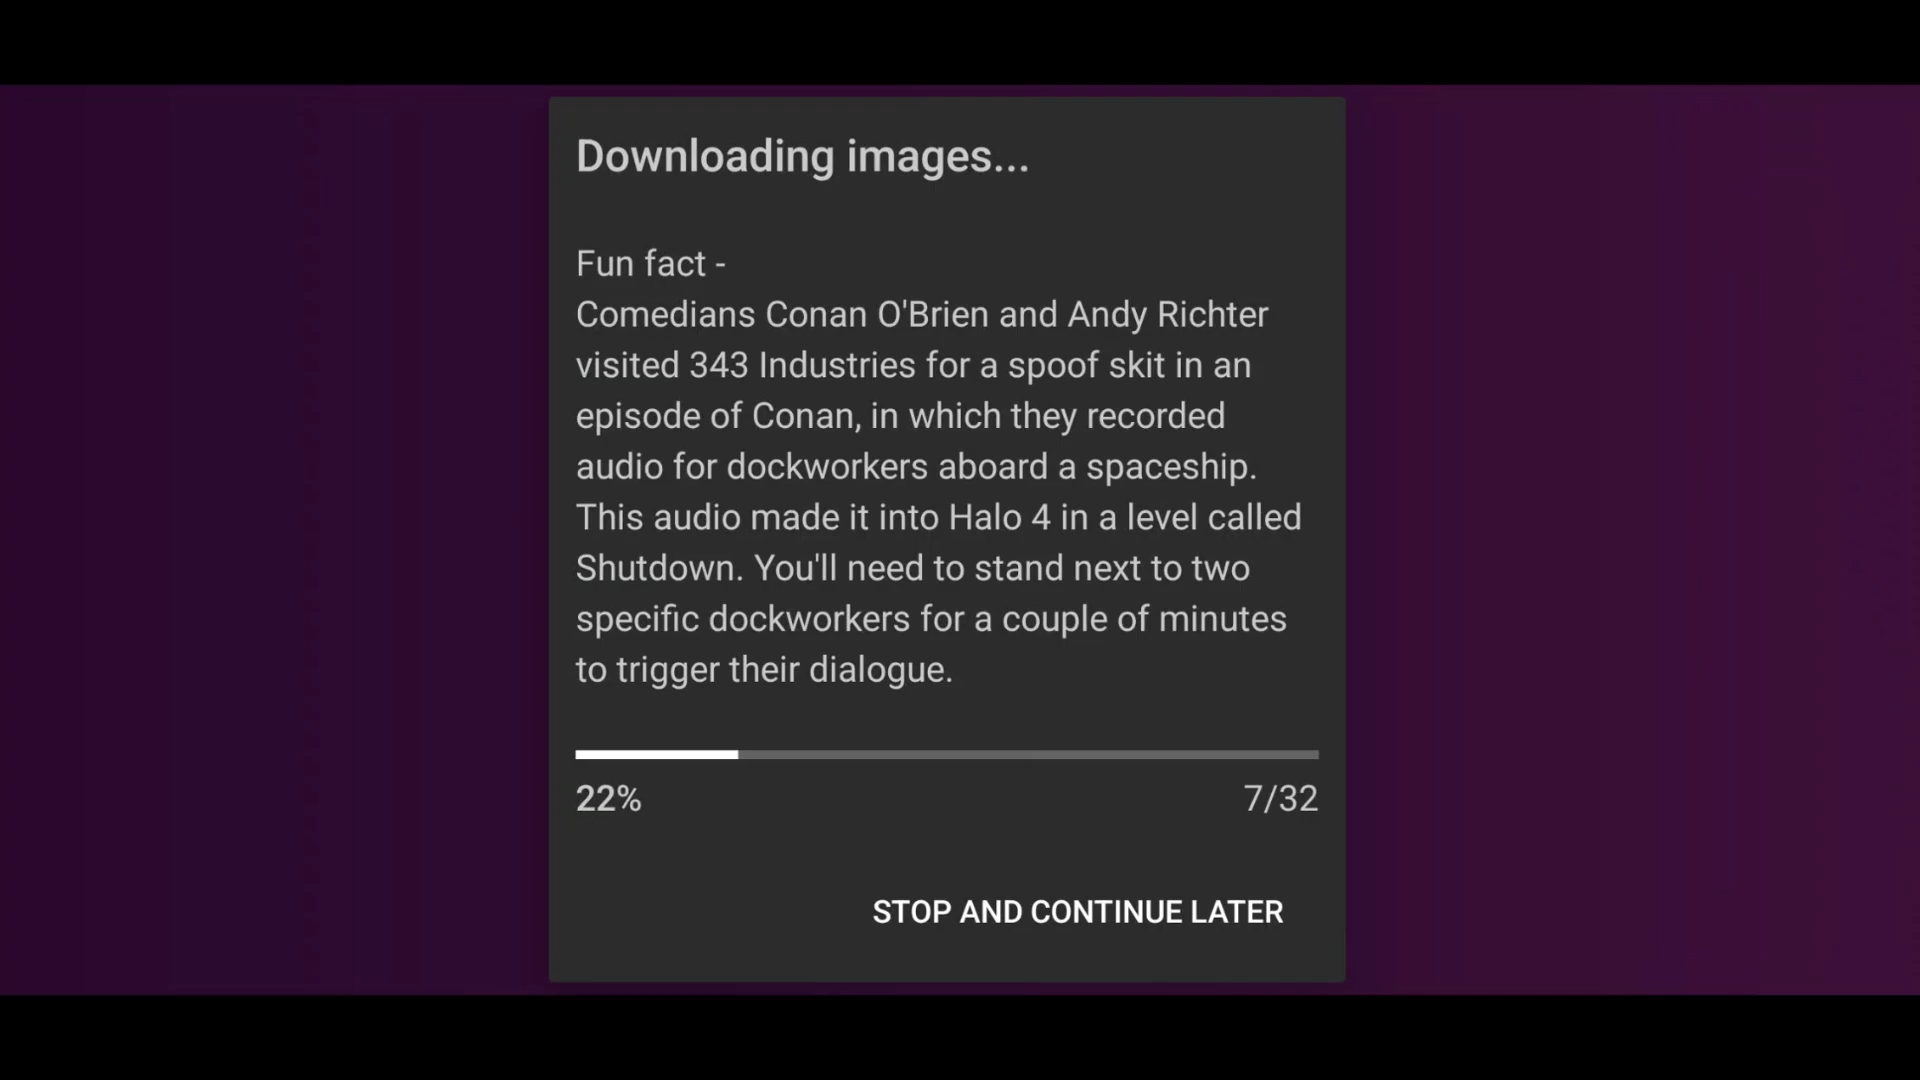 Downloading images...
Fun fact -
Comedians Conan O'Brien and Andy Richter
visited 343 Industries for a spoof skit in an
episode of Conan, in which they recorded
audio for dockworkers aboard a spaceship.
This audio made it into Halo 4 in a level called
Shutdown. You'll need to stand next to two
specific dockworkers for a couple of minutes
to trigger their dialogue.
22%
7/32
STOP AND CONTINUE LATER